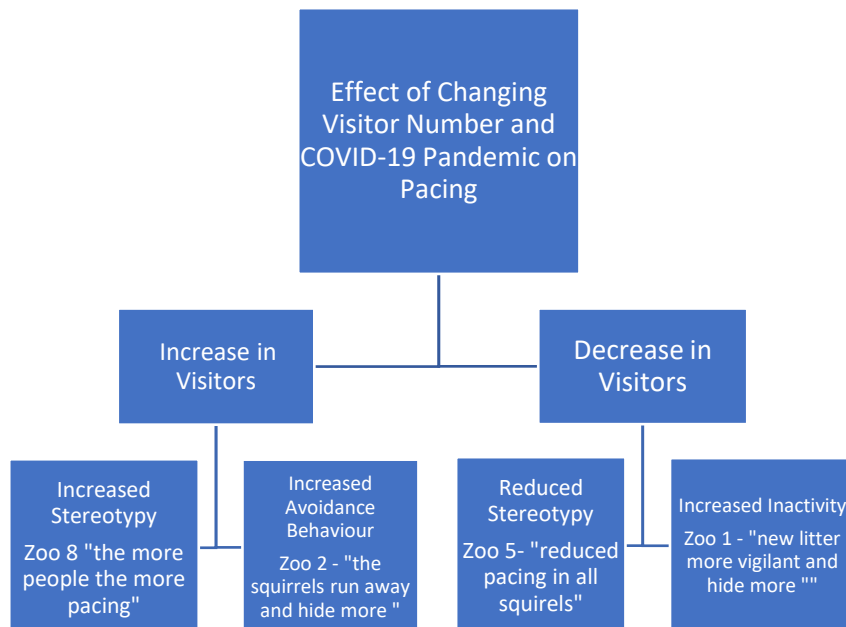 Effect of Changing
Visitor Number and
COVID-19 Pandemic on
Pacing
Increase in
Visitors
Decrease in
Visitors
Increased
Stereotypy
Zoo 8 "the more
people the more
pacing"
Increased
Avoidance
Behaviour
Zoo 2 - "the
squirrels run away
and hide more "
Reduced
Stereotypy
Zoo 5- "reduced
pacing in all
squirels"
Increased Inactivity
Zoo 1 - "new litter
more vigilant and
hide more ""